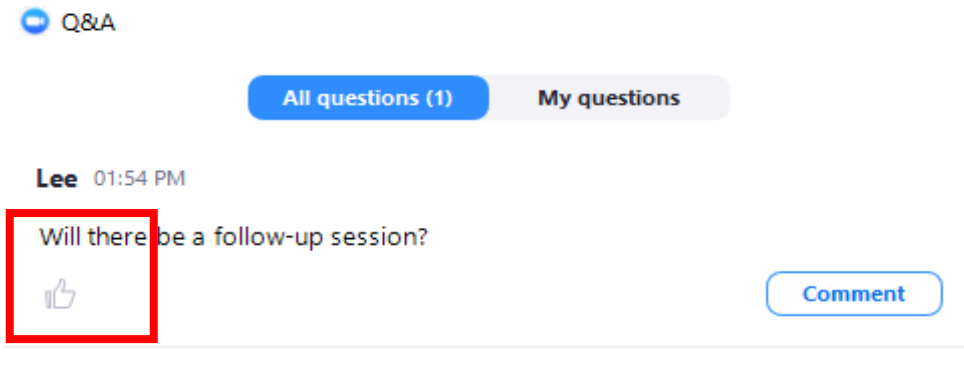 Q&A
All questions (1) My questions
Lee 01:54 PM
Will there be a follow-up session?
Comment